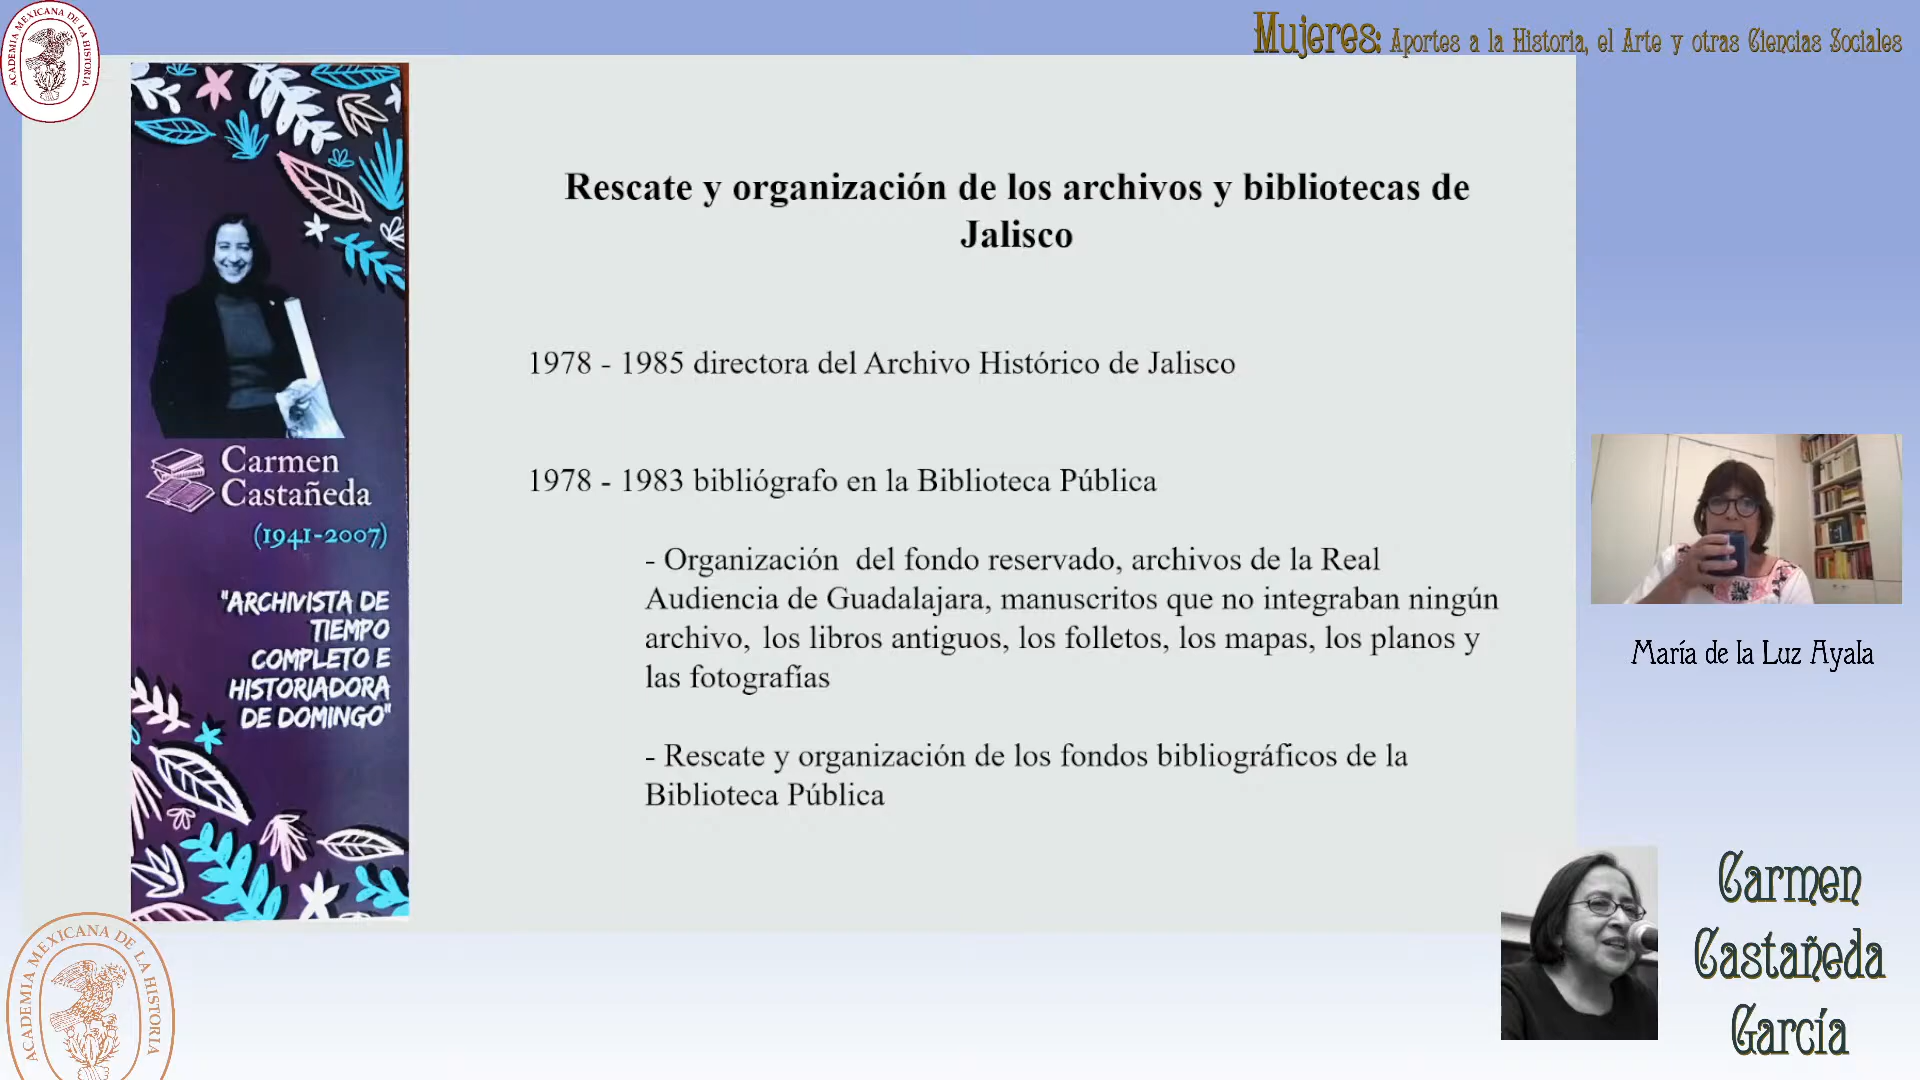 ACADEMIA MEXICANA DE LA HISTORIA
Mujeres: Aportes a la Historia, el Arte y otras Ciencias Sociales
Rescate y organización de los archivos y bibliotecas de
Jalisco
1978 - 1985 directora del Archivo Histórico de Jalisco
1978 - 1983 bibliógrafo en la Biblioteca Pública
- Organización del fondo reservado, archivos de la Real
Audiencia de Guadalajara, manuscritos que no integraban ningún
archivo, los libros antiguos, los folletos, los mapas, los planos y
las fotografías
- Rescate y organización de los fondos bibliográficos de la
Biblioteca Pública
Carmen
Castañeda
(1941-2007)
"ARCHIVISTA DE
TIEMPO
COMPLETO E
HISTORIADORA
DE DOMINGO"
María de la Luz Ayala
Carmen
Castañeda
García
ACADEMIA MEXICANA DE LA HISTORIA